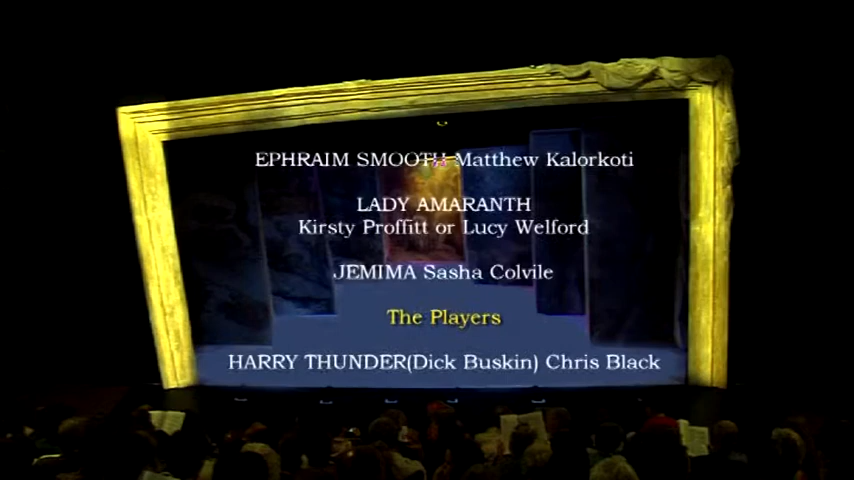 EPHRAIM SMOOTH Matthew Kalorkoti
LADY AMARANTH
Kirsty Proffitt or Lucy Welford
JEMIMA Sasha Colvile
The Players
HARRY THUNDER(Dick Buskin) Chris Black